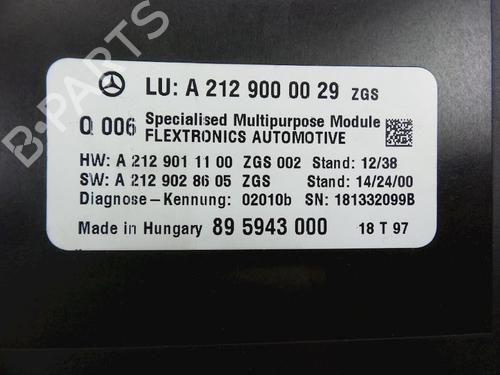 LU: A 212 900 00 29 ZGS
Q 006 Specialised Multipurpose Module
FLEXTRONICS AUTOMOTIVE
HW: A 212 901 11 00 ZGS 002 Stand: 12/38
SW: A 212 902 86 05 ZGS Stand: 14/24/00
Diagnose-Kennung: 02010b SN: 181332099B
Made in Hungary 89 5943 000 18 T 97
B-PARTS